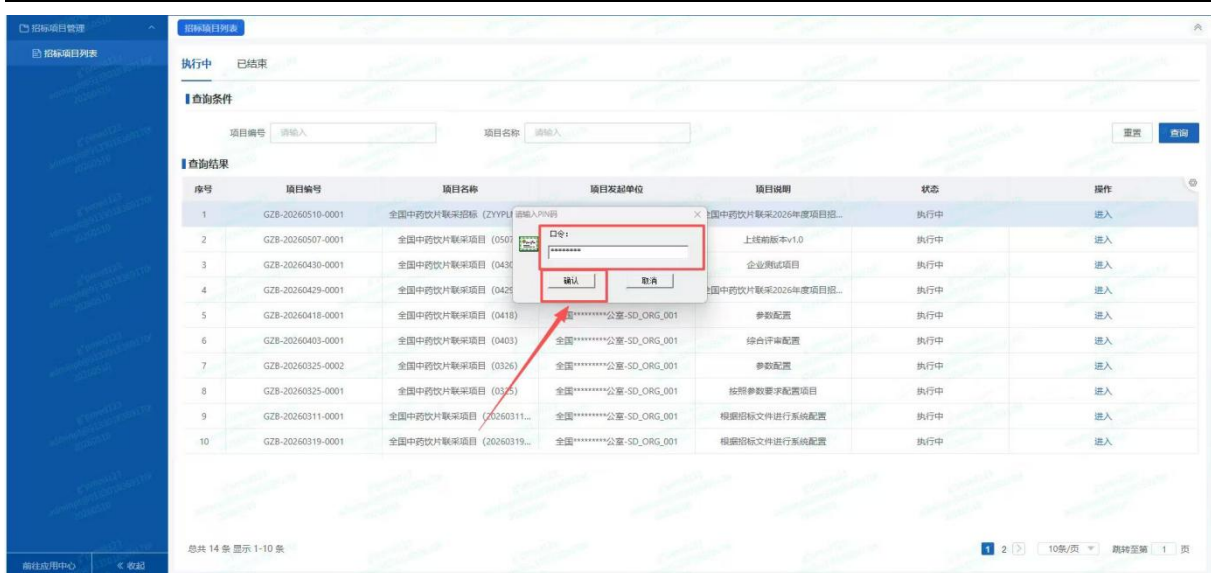 招标项目管理
招标项目列表
招标项目列表
执行中 已结束
查询条件
项目编号 请输入 项目名称 请输入 重置 查询
查询结果
序号 项目编号 项目名称 项目发起单位 项目说明 状态 操作
1 GZB-20260510-0001 全国中药饮片联采招标 (ZYYPL 全国中药饮片联采2026年度项目招... 执行中 进入
2 GZB-20260507-0001 全国中药饮片联采项目 (0507 上线前版本v1.0 执行中 进入
3 GZB-20260430-0001 全国中药饮片联采项目 (0430 企业测试项目 执行中 进入
4 GZB-20260429-0001 全国中药饮片联采项目 (0429 全国中药饮片联采2026年度项目招... 执行中 进入
5 GZB-20260418-0001 全国中药饮片联采项目 (0418) 全国*********公室-SD_ORG_001 参数配置 执行中 进入
6 GZB-20260403-0001 全国中药饮片联采项目 (0403) 全国*********公室-SD_ORG_001 综合评审配置 执行中 进入
7 GZB-20260325-0002 全国中药饮片联采项目 (0326) 全国*********公室-SD_ORG_001 参数配置 执行中 进入
8 GZB-20260325-0001 全国中药饮片联采项目 (0325) 全国*********公室-SD_ORG_001 按照参数要求配置项目 执行中 进入
9 GZB-20260311-0001 全国中药饮片联采项目 (20260311... 全国*********公室-SD_ORG_001 根据招标文件进行系统配置 执行中 进入
10 GZB-20260319-0001 全国中药饮片联采项目 (20260319... 全国*********公室-SD_ORG_001 根据招标文件进行系统配置 执行中 进入
请输入PIN码
口令:
********
确认 取消
总共 14 条 显示 1-10 条 1 2 10条/页 跳转至第 1 页
前往应用中心 收起